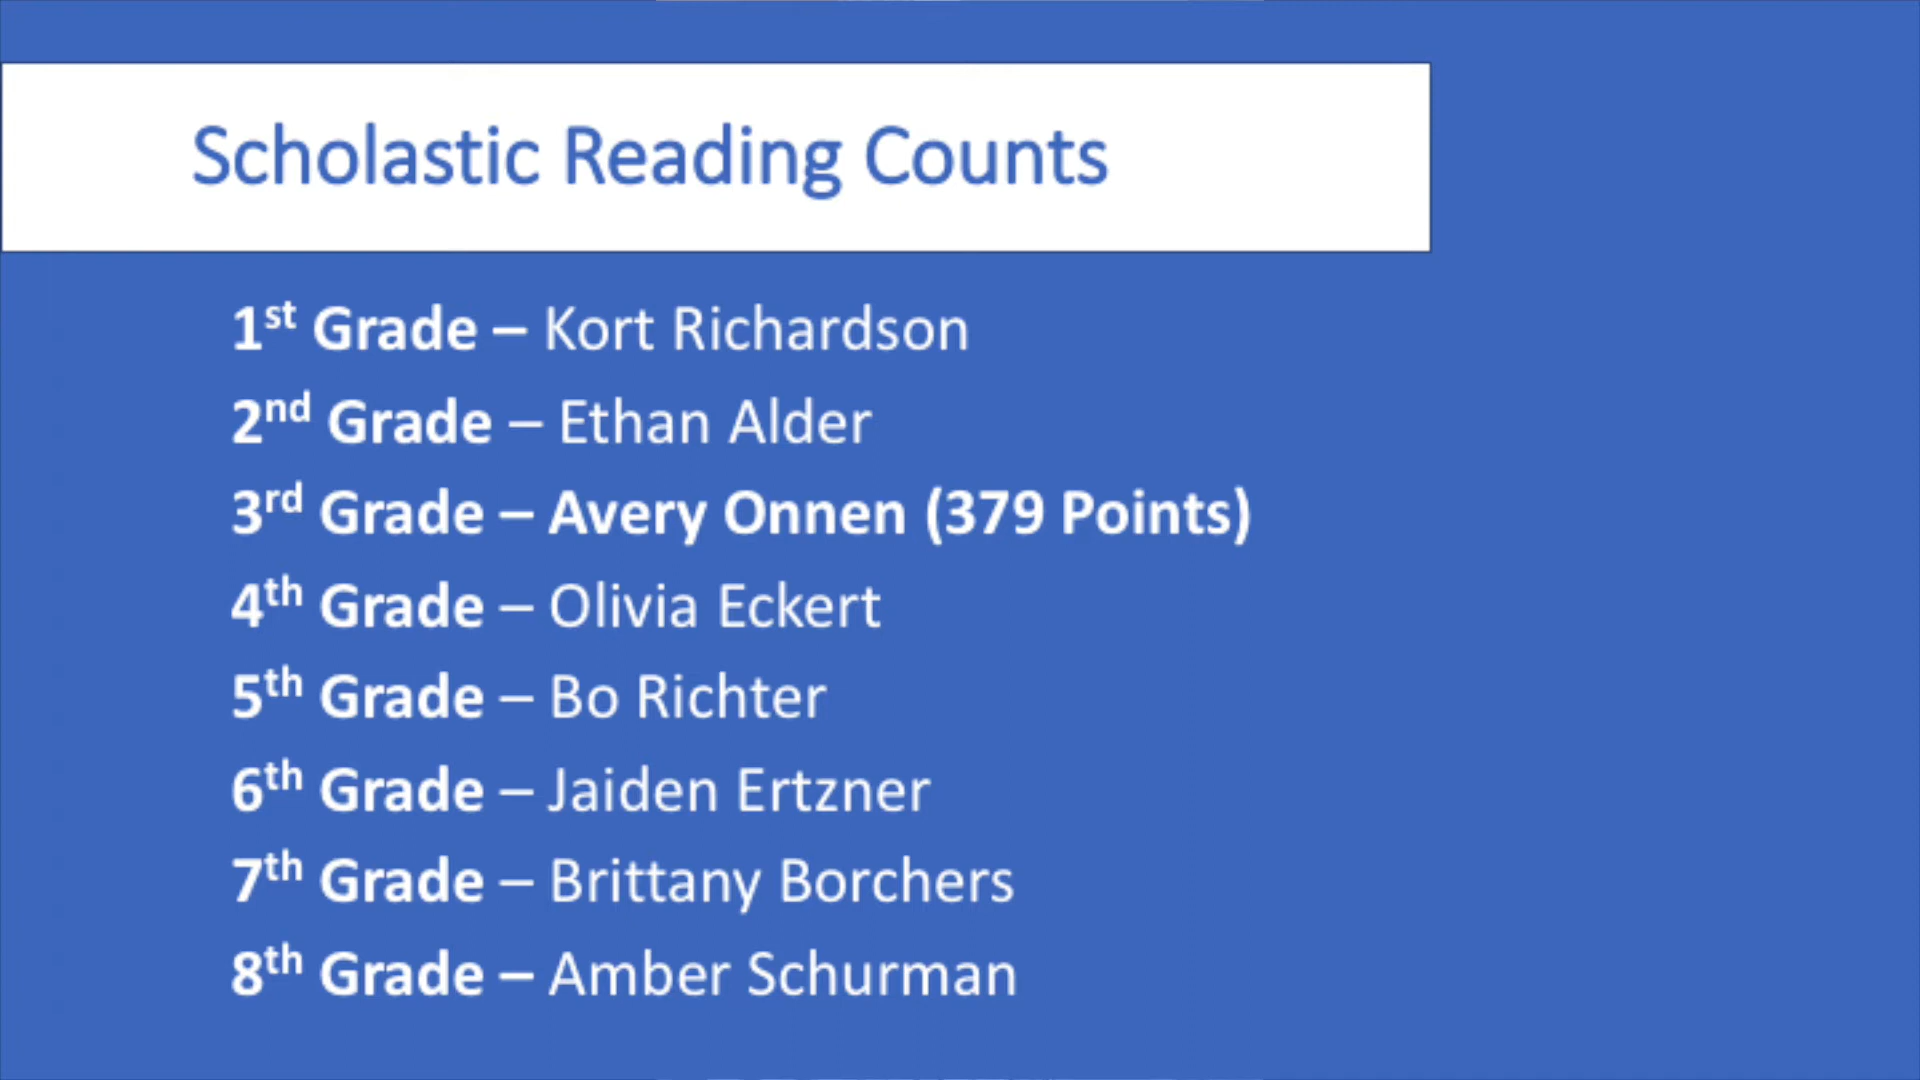 Scholastic Reading Counts
1st Grade – Kort Richardson
2nd Grade – Ethan Alder
3rd Grade – Avery Onnen (379 Points)
4th Grade – Olivia Eckert
5th Grade – Bo Richter
6th Grade – Jaiden Ertzner
7th Grade – Brittany Borchers
8th Grade – Amber Schurman